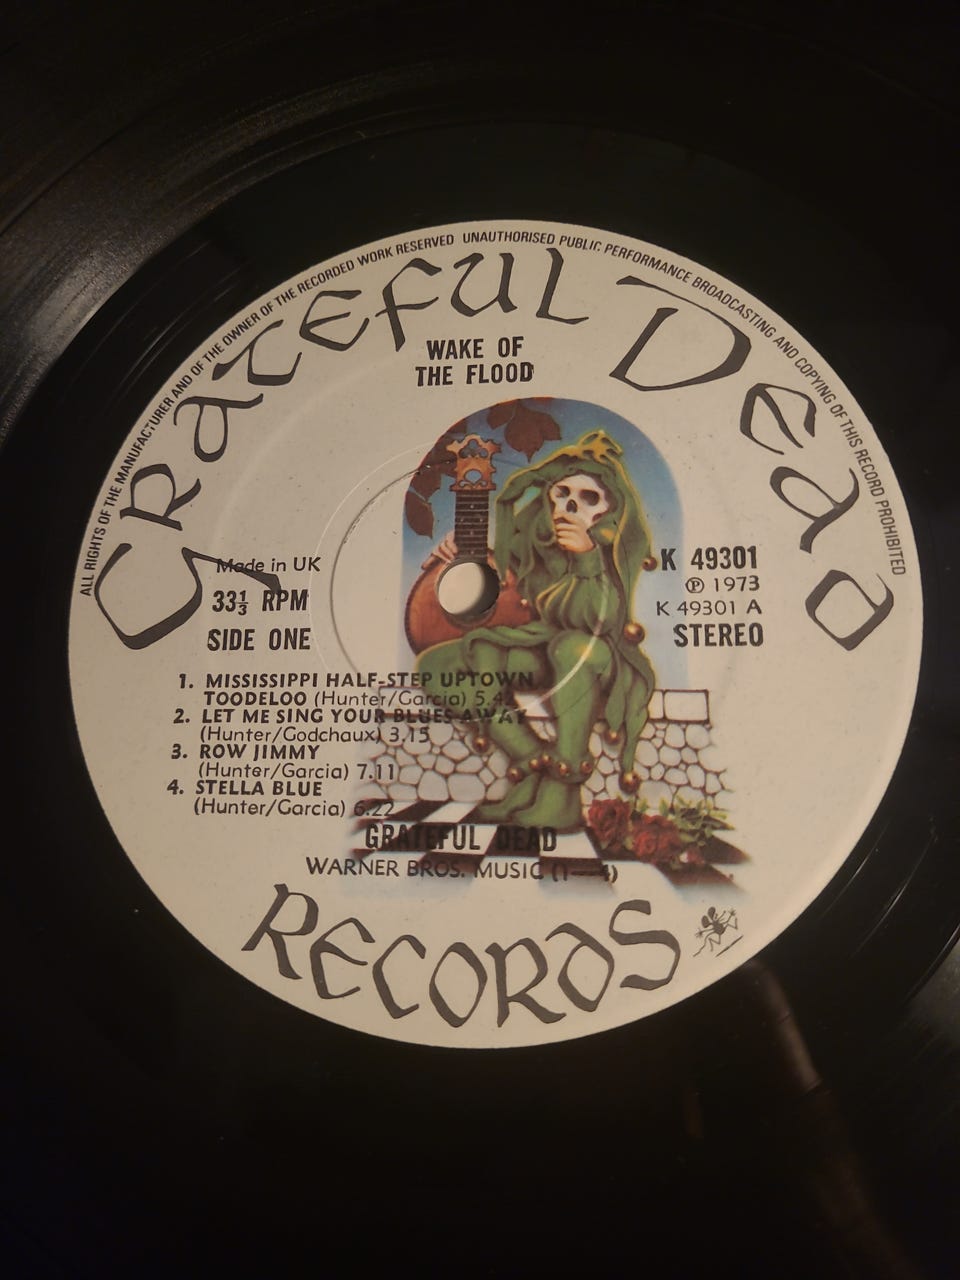 ALL RIGHTS OF THE MANUFACTURER AND OF THE OWNER OF THE RECORDED WORK RESERVED UNAUTHORISED PUBLIC PERFORMANCE BROADCASTING AND COPYING OF THIS RECORD PROHIBITED
GRATEFUL DEAD
WAKE OF
THE FLOOD
Made in UK
33⅓ RPM
SIDE ONE
K 49301
℗ 1973
K 49301 A
STEREO
1. MISSISSIPPI HALF-STEP UPTOWN
TOODELOO (Hunter/Garcia)
2. LET ME SING YOUR BLUES AWAY
(Hunter/Godchaux) 3.15
3. ROW JIMMY
(Hunter/Garcia) 7.11
4. STELLA BLUE
(Hunter/Garcia) 6.22
GRATEFUL DEAD
WARNER BROS. MUSIC (1—4)
RECORDS